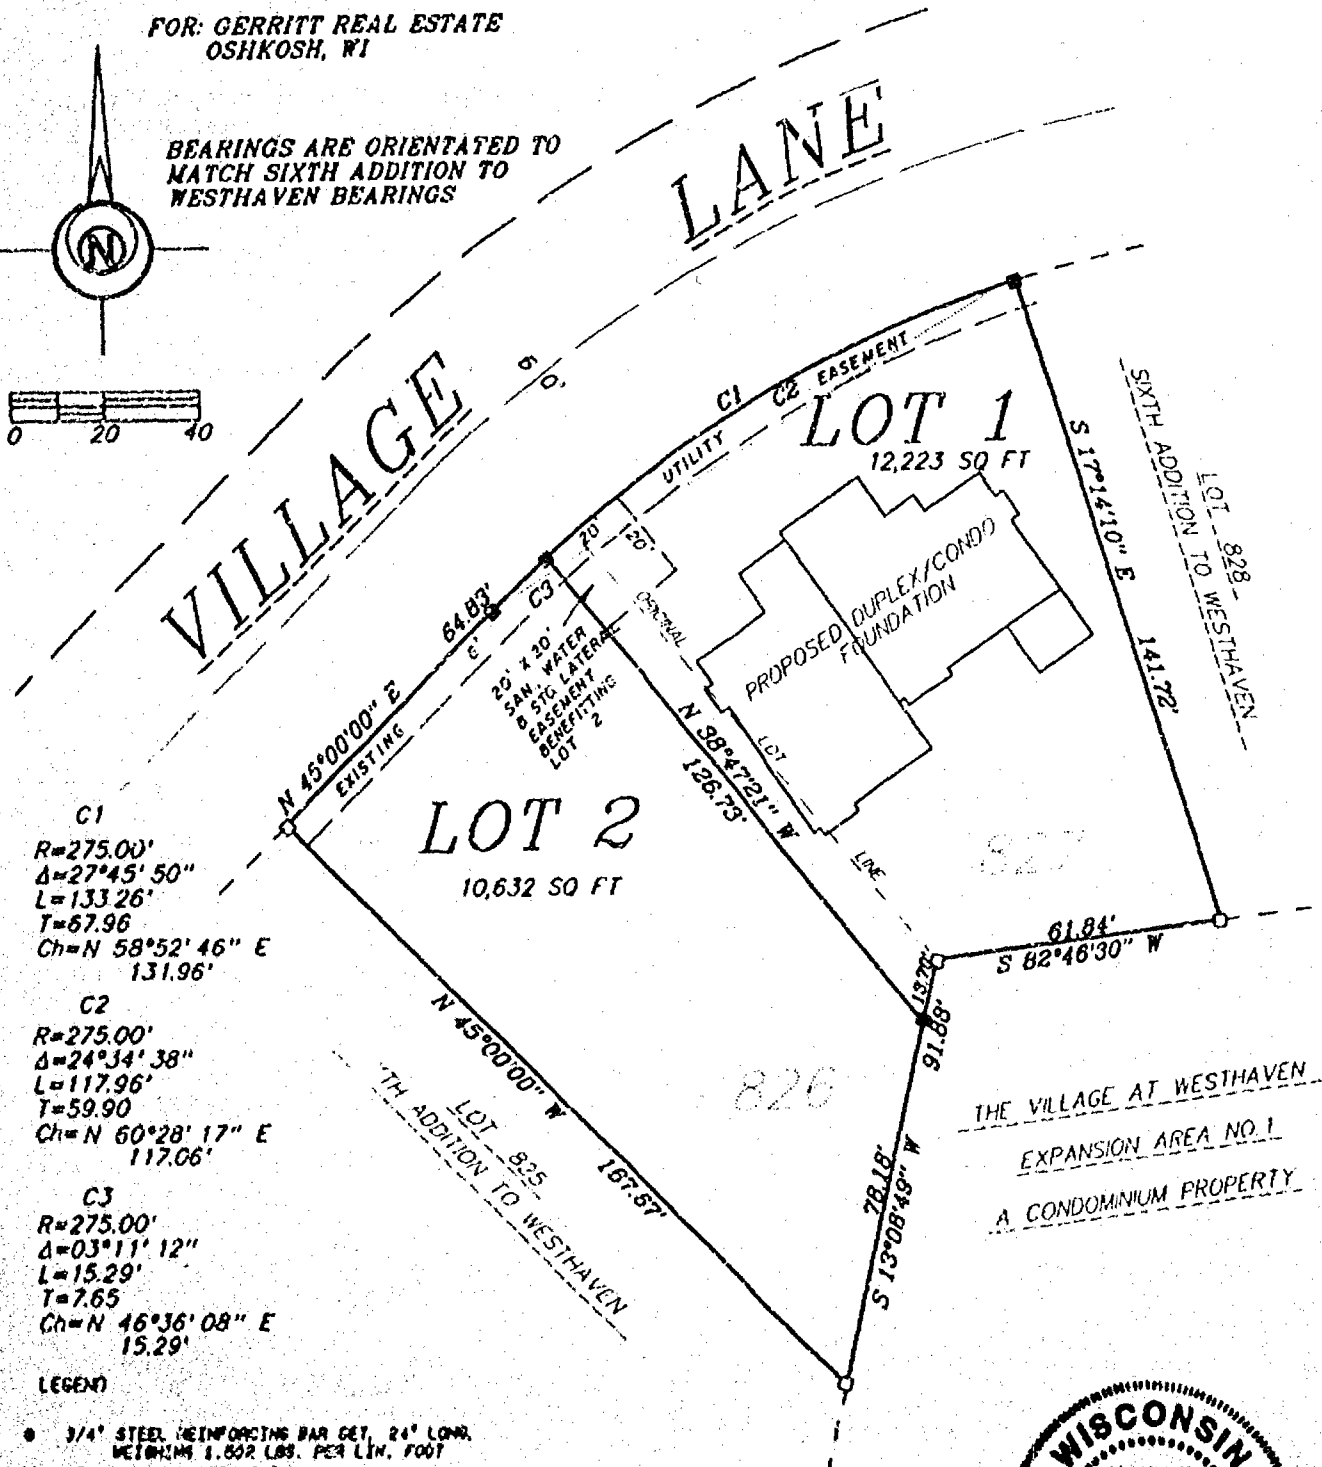 FOR: GERRITT REAL ESTATE
OSHKOSH, WI
BEARINGS ARE ORIENTATED TO
MATCH SIXTH ADDITION TO
WESTHAVEN BEARINGS
N
0 20 40
VILLAGE LANE
60'
C1
C2
UTILITY EASEMENT
LOT 1
12,223 SQ FT
S 17°14'10" E
141.72'
LOT 828
SIXTH ADDITION TO WESTHAVEN
20'
20'
C3
64.83'
6'
N 45°00'00" E
EXISTING
20' X 20'
SAN, WATER
& STG LATERAL
EASEMENT
BENEFITTING
LOT 2
ORIGINAL
LOT
LINE
PROPOSED DUPLEX/CONDO
FOUNDATION
N 38°47'21" W
126.73'
LOT 2
10,632 SQ FT
827
61.84'
S 82°46'30" W
13.70'
91.88'
826
78.18'
S 13°08'49" W
N 45°00'00" W
167.67'
LOT 825
TH ADDITION TO WESTHAVEN
THE VILLAGE AT WESTHAVEN
EXPANSION AREA NO.1
A CONDOMINIUM PROPERTY
C1
R=275.00'
Δ=27°45'50"
L=133.26'
T=67.96
Ch=N 58°52'46" E
131.96'
C2
R=275.00'
Δ=24°34'38"
L=117.96'
T=59.90
Ch=N 60°28'17" E
117.06'
C3
R=275.00'
Δ=03°11'12"
L=15.29'
T=7.65
Ch=N 46°36'08" E
15.29'
LEGEND
3/4" STEEL REINFORCING BAR SET, 24" LONG,
WEIGHING 1.502 LBS. PER LIN. FOOT
WISCONSIN